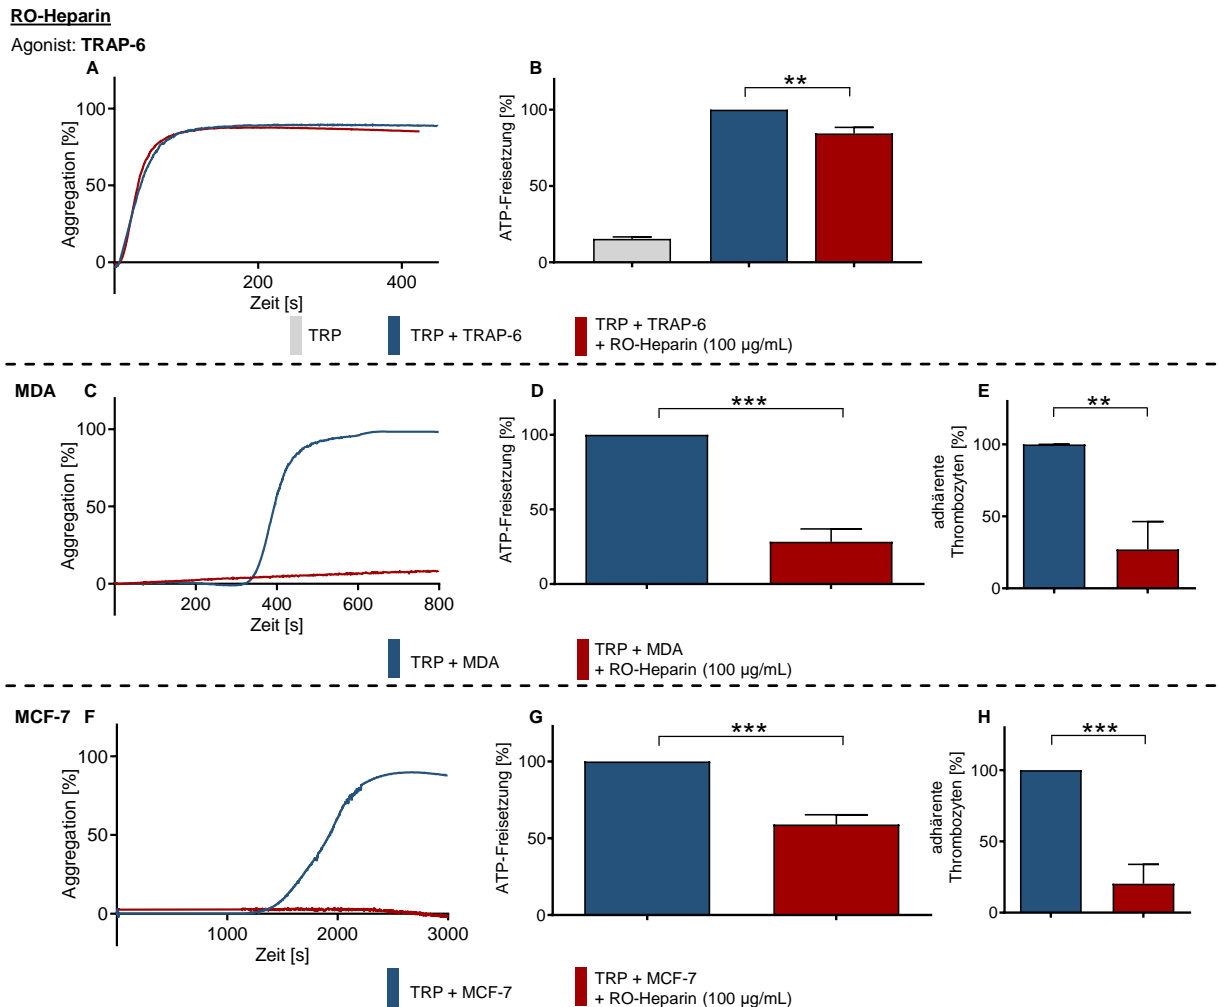 RO-Heparin
Agonist: TRAP-6
A
Aggregation [%]
100
50
0
200
400
Zeit [s]
B
ATP-Freisetzung [%]
100
50
0
**
TRP
TRP + TRAP-6
TRP + TRAP-6
+ RO-Heparin (100 µg/mL)
MDA
C
Aggregation [%]
100
50
0
200
400
600
800
Zeit [s]
D
ATP-Freisetzung [%]
100
50
0
***
E
adhärente
Thrombozyten [%]
100
50
0
**
TRP + MDA
TRP + MDA
+ RO-Heparin (100 µg/mL)
MCF-7
F
Aggregation [%]
100
50
0
1000
2000
3000
Zeit [s]
G
ATP-Freisetzung [%]
100
50
0
***
H
adhärente
Thrombozyten [%]
100
50
0
***
TRP + MCF-7
TRP + MCF-7
+ RO-Heparin (100 µg/mL)